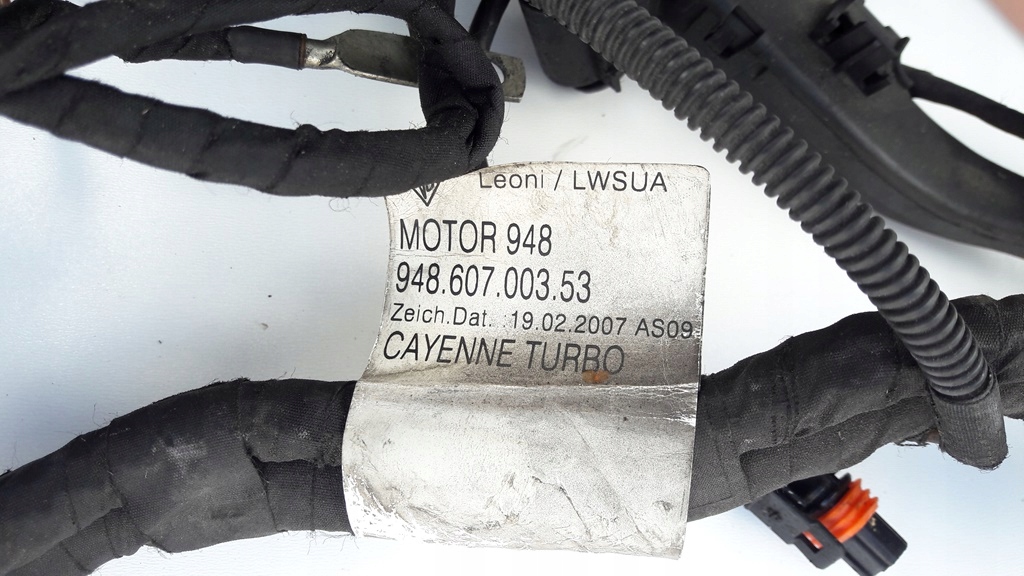 Leoni / LWSUA
MOTOR 948
948.607.003.53
Zeich.Dat. :19.02.2007 AS09
CAYENNE TURBO